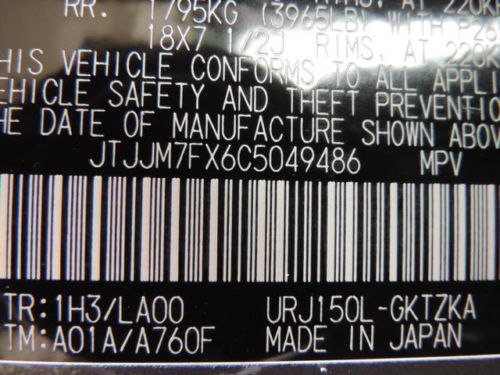 RR. 1795KG (3965LB) WITH P26
18X7 1/2J RIMS, AT 220K
HIS VEHICLE CONFORMS TO ALL APPLI
EHICLE SAFETY AND THEFT PREVENTI
HE DATE OF MANUFACTURE SHOWN ABOV
JTJJM7FX6C5049486 MPV
TR:1H3/LA00 URJ150L-GKTZKA
TM:A01A/A760F MADE IN JAPAN